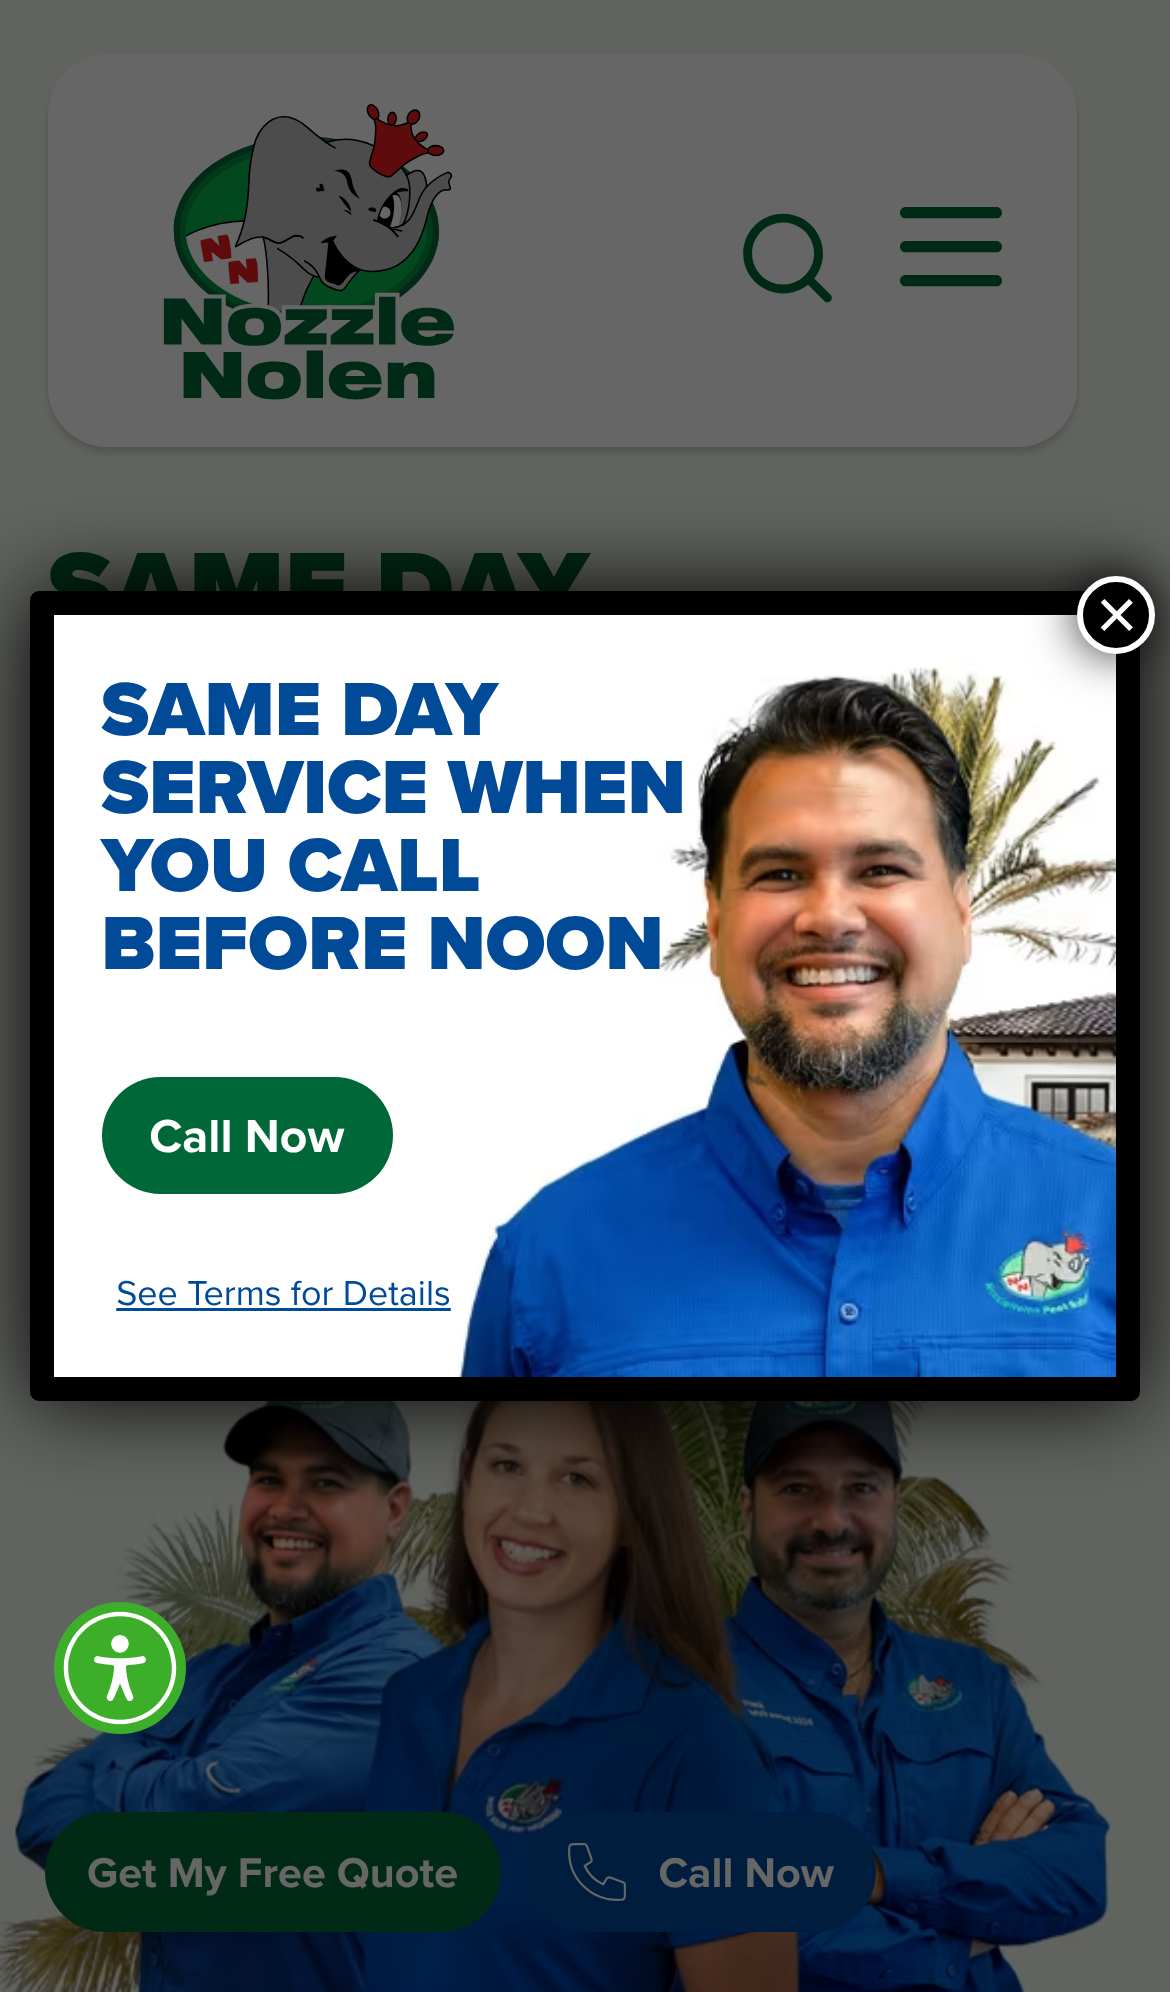 N
N
Nozzle
Nolen
SAME DAY
SAME DAY
SERVICE WHEN
YOU CALL
BEFORE NOON
Call Now
See Terms for Details
N
N
Get My Free Quote
Call Now